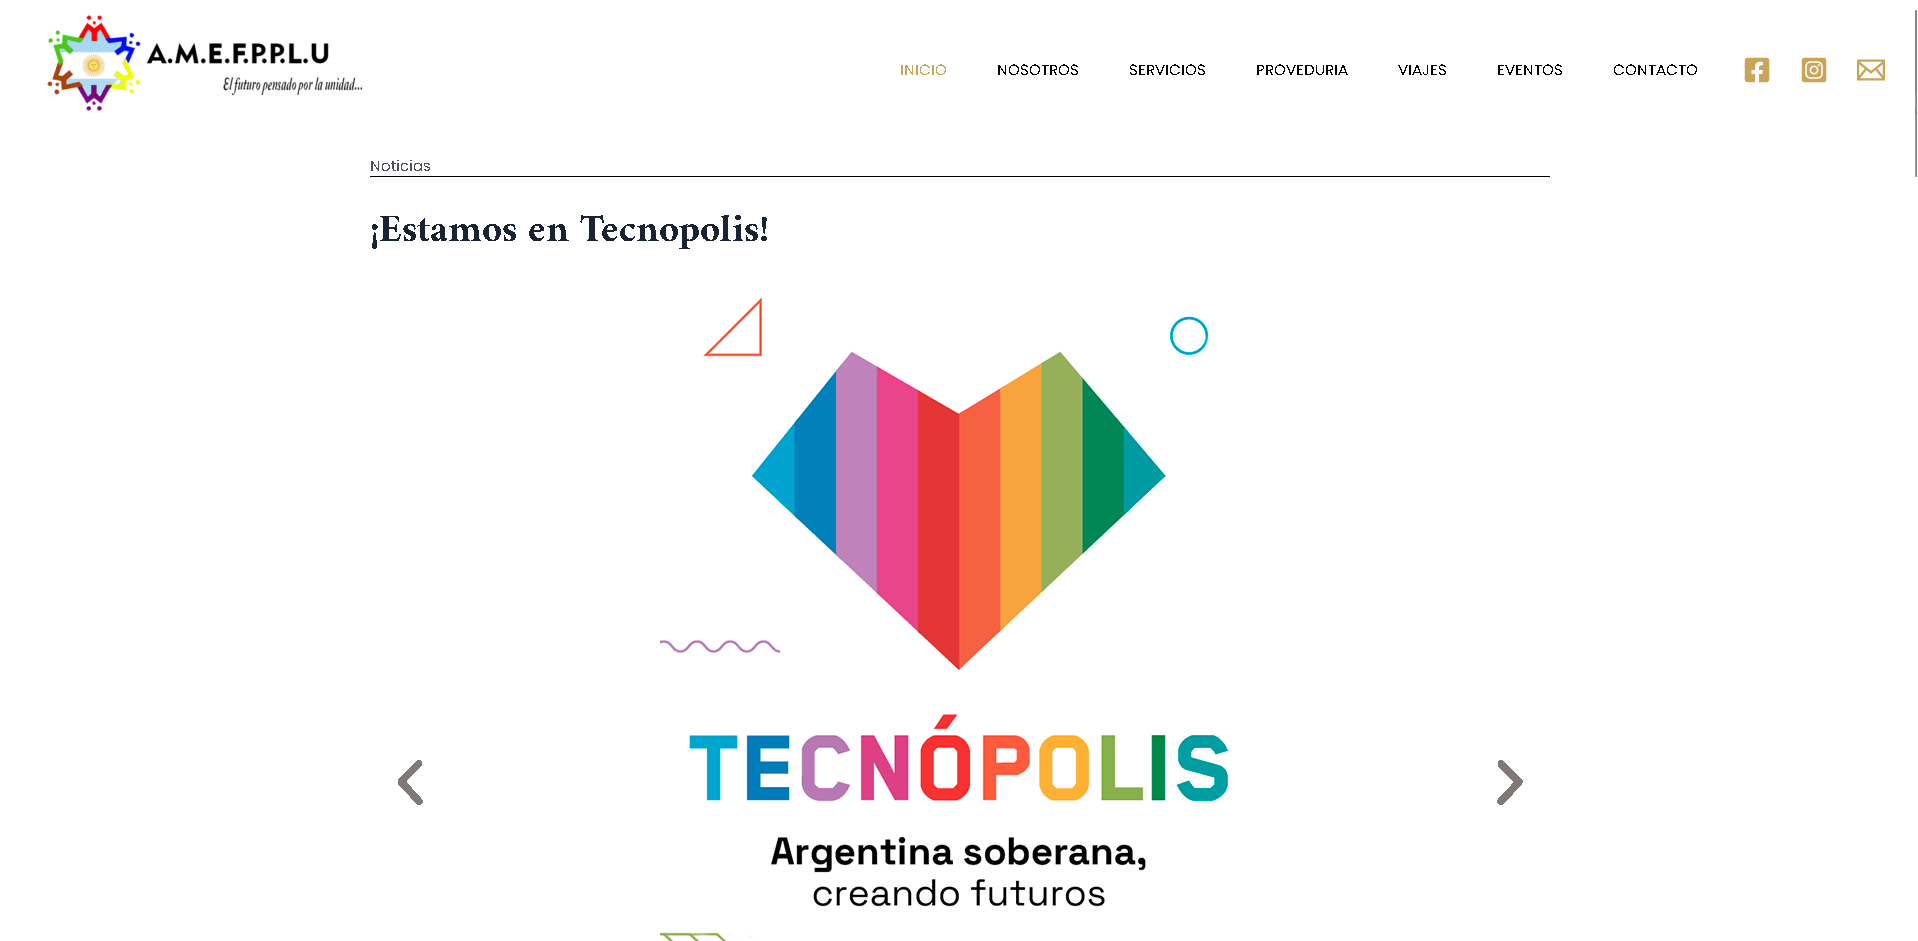 A.M.E.F.P.P.L.U
El futuro pensado por la unidad...
INICIO NOSOTROS SERVICIOS PROVEDURIA VIAJES EVENTOS CONTACTO
Noticias
¡Estamos en Tecnopolis!
TECNÓPOLIS
Argentina soberana,
creando futuros